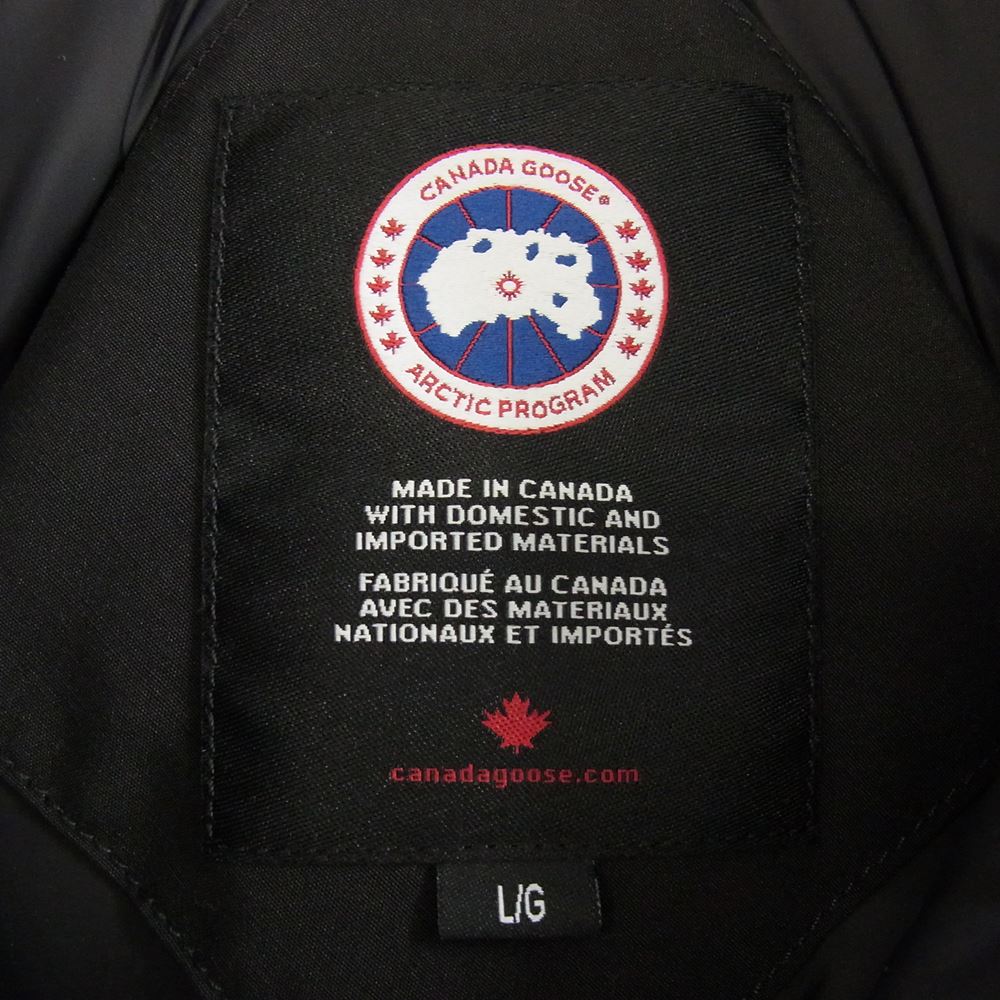 CANADA GOOSE®
ARCTIC PROGRAM
MADE IN CANADA
WITH DOMESTIC AND
IMPORTED MATERIALS
FABRIQUÉ AU CANADA
AVEC DES MATERIAUX
NATIONAUX ET IMPORTÉS
canadagoose.com
L/G